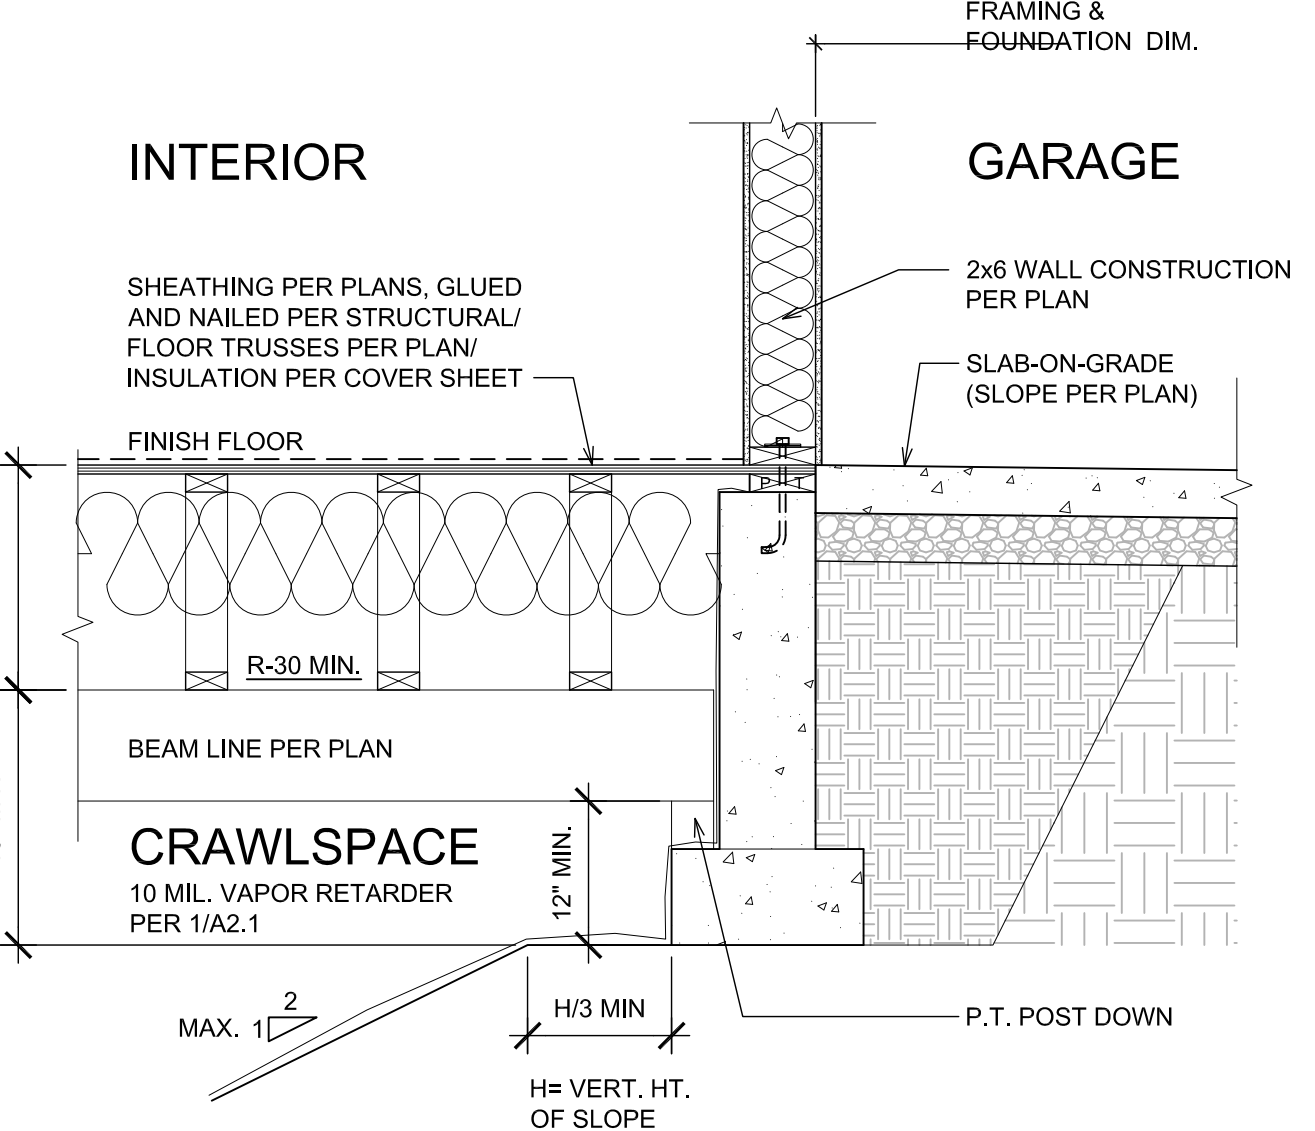 FRAMING &
FOUNDATION DIM.
INTERIOR
GARAGE
2x6 WALL CONSTRUCTION
PER PLAN
SHEATHING PER PLANS, GLUED
AND NAILED PER STRUCTURAL/
FLOOR TRUSSES PER PLAN/
INSULATION PER COVER SHEET
SLAB-ON-GRADE
(SLOPE PER PLAN)
FINISH FLOOR
P T
R-30 MIN.
BEAM LINE PER PLAN
CRAWLSPACE
10 MIL. VAPOR RETARDER
PER 1/A2.1
12" MIN.
2
MAX. 1
H/3 MIN
P.T. POST DOWN
H= VERT. HT.
OF SLOPE